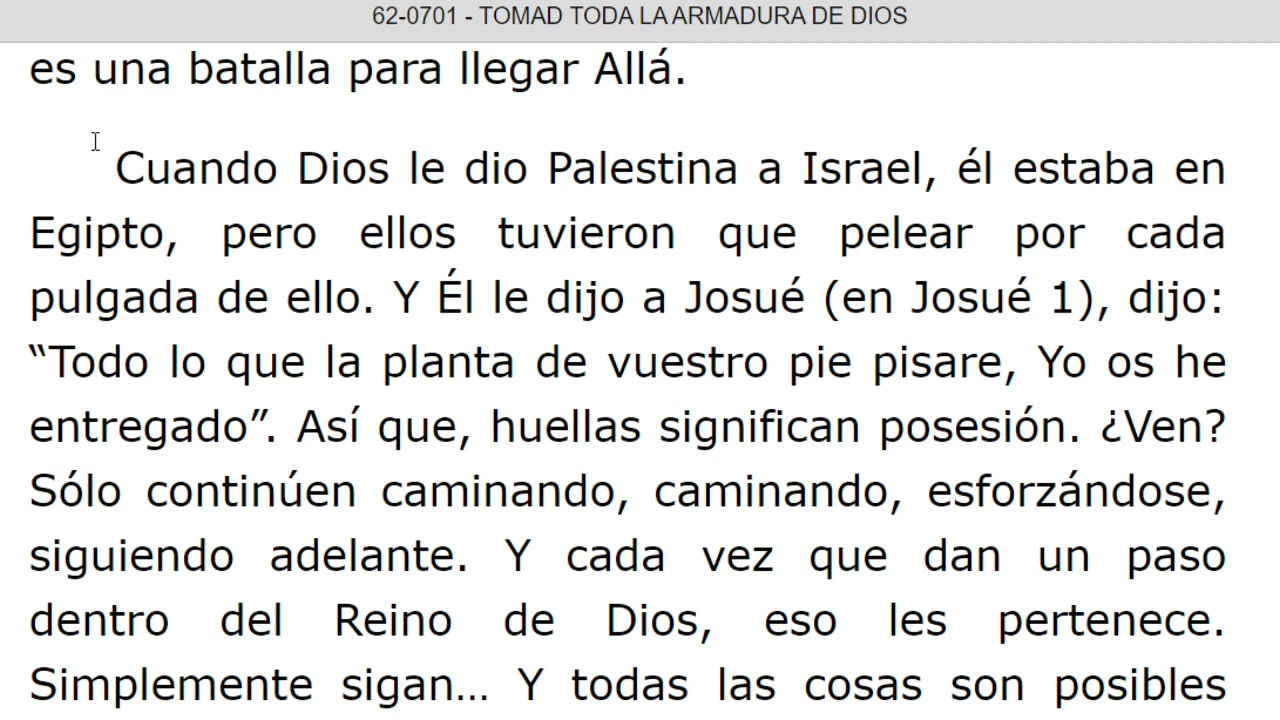 62-0701 - TOMAD TODA LA ARMADURA DE DIOS
es una batalla para llegar Allá.
Cuando Dios le dio Palestina a Israel, él estaba en
Egipto, pero ellos tuvieron que pelear por cada
pulgada de ello. Y Él le dijo a Josué (en Josué 1), dijo:
“Todo lo que la planta de vuestro pie pisare, Yo os he
entregado”. Así que, huellas significan posesión. ¿Ven?
Sólo continúen caminando, caminando, esforzándose,
siguiendo adelante. Y cada vez que dan un paso
dentro del Reino de Dios, eso les pertenece.
Simplemente sigan… Y todas las cosas son posibles